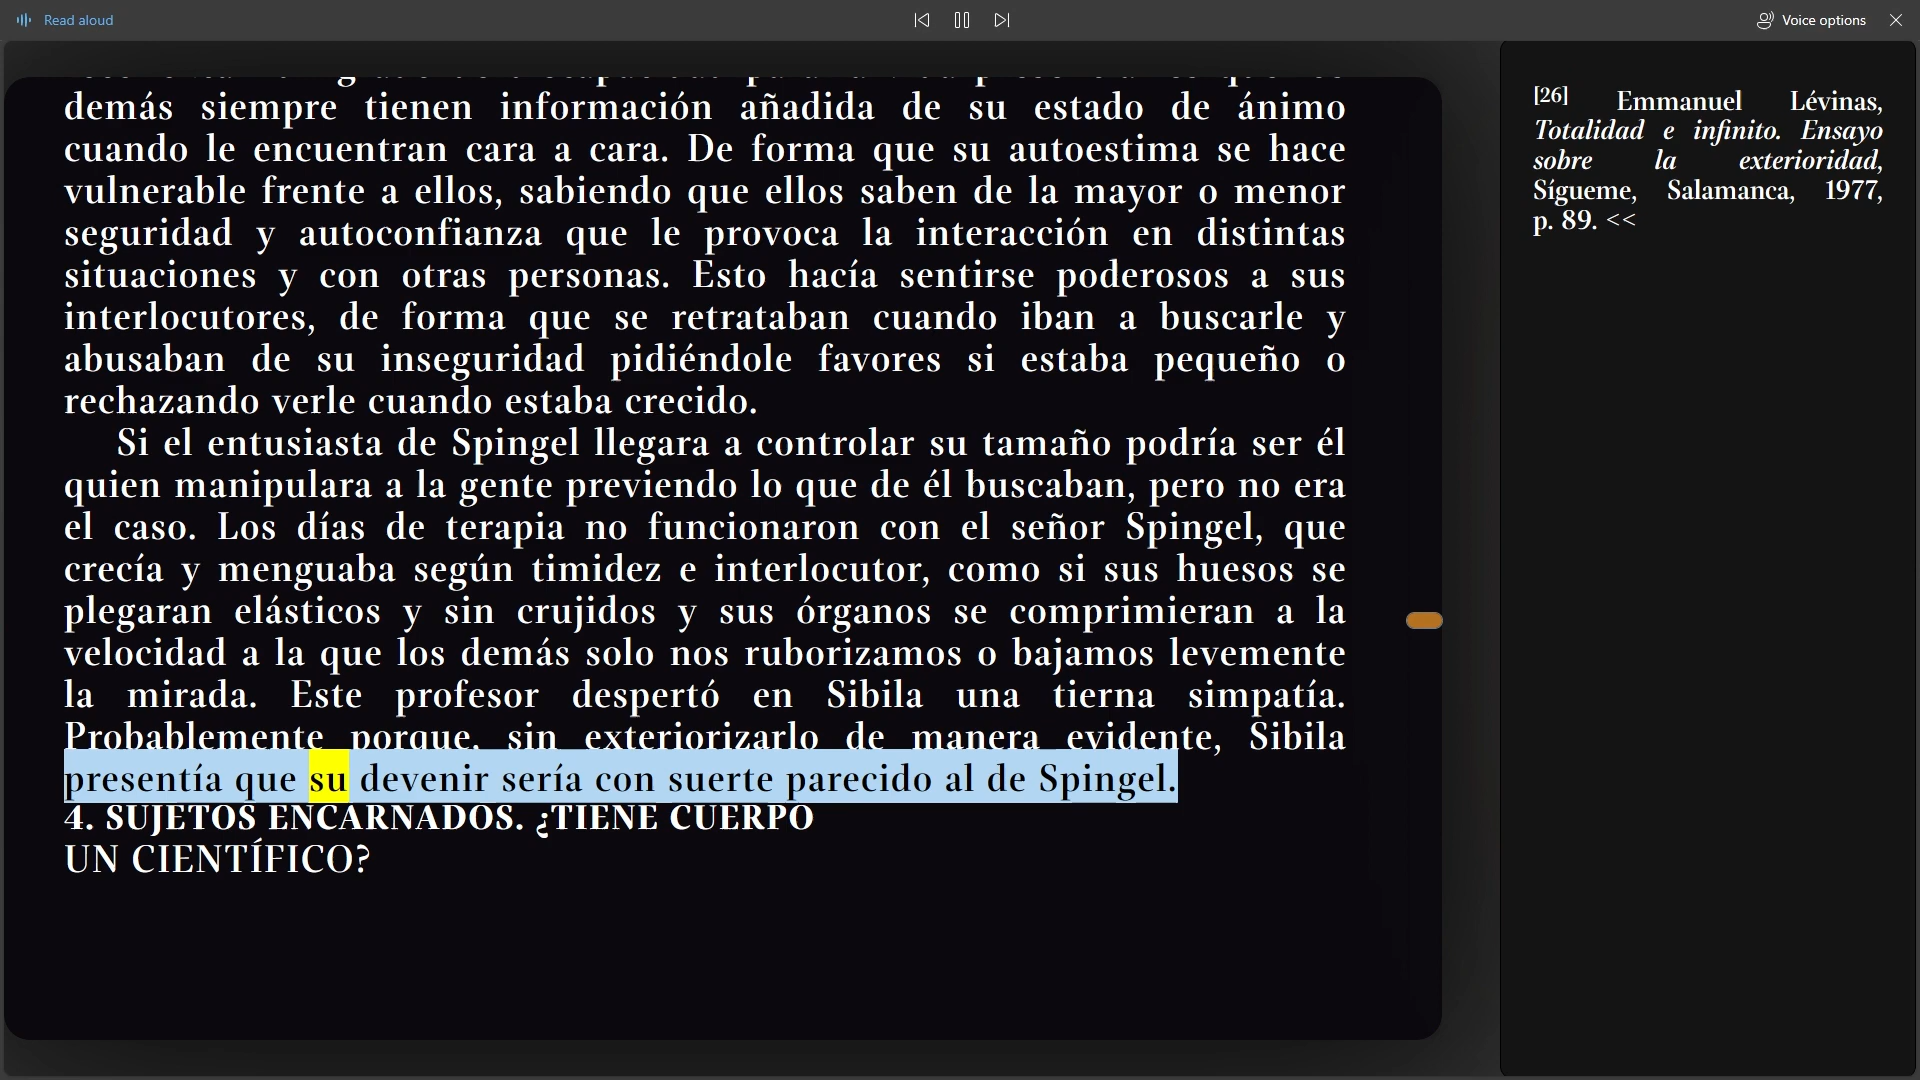 Read aloud
Voice options
demás siempre tienen información añadida de su estado de ánimo
cuando le encuentran cara a cara. De forma que su autoestima se hace
vulnerable frente a ellos, sabiendo que ellos saben de la mayor o menor
seguridad y autoconfianza que le provoca la interacción en distintas
situaciones y con otras personas. Esto hacía sentirse poderosos a sus
interlocutores, de forma que se retrataban cuando iban a buscarle y
abusaban de su inseguridad pidiéndole favores si estaba pequeño o
rechazando verle cuando estaba crecido.
Si el entusiasta de Spingel llegara a controlar su tamaño podría ser él
quien manipulara a la gente previendo lo que de él buscaban, pero no era
el caso. Los días de terapia no funcionaron con el señor Spingel, que
crecía y menguaba según timidez e interlocutor, como si sus huesos se
plegaran elásticos y sin crujidos y sus órganos se comprimieran a la
velocidad a la que los demás solo nos ruborizamos o bajamos levemente
la mirada. Este profesor despertó en Sibila una tierna simpatía.
Probablemente porque, sin exteriorizarlo de manera evidente, Sibila
presentía que su devenir sería con suerte parecido al de Spingel.
4. SUJETOS ENCARNADOS. ¿TIENE CUERPO
UN CIENTÍFICO?
[26] Emmanuel Lévinas,
Totalidad e infinito. Ensayo
sobre la exterioridad,
Sígueme, Salamanca, 1977,
p. 89. <<